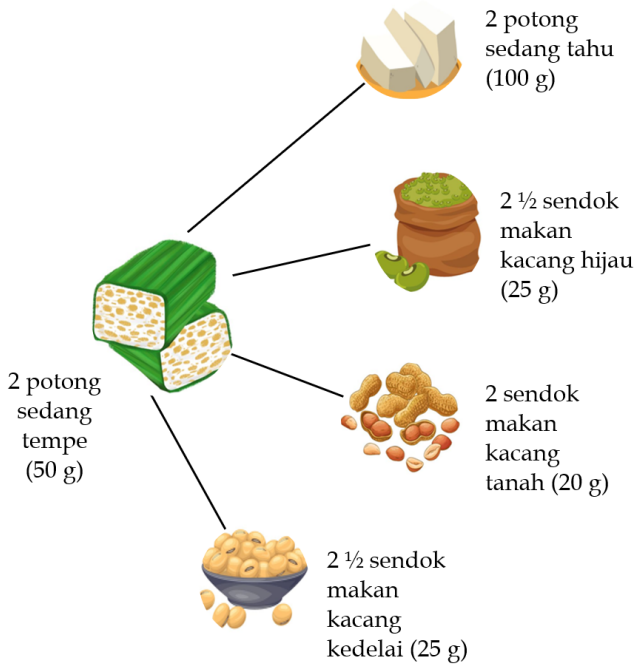 2 potong
sedang tahu
(100 g)
2 ½ sendok
makan
kacang hijau
(25 g)
2 potong
sedang
tempe
(50 g)
2 sendok
makan
kacang
tanah (20 g)
2 ½ sendok
makan
kacang
kedelai (25 g)